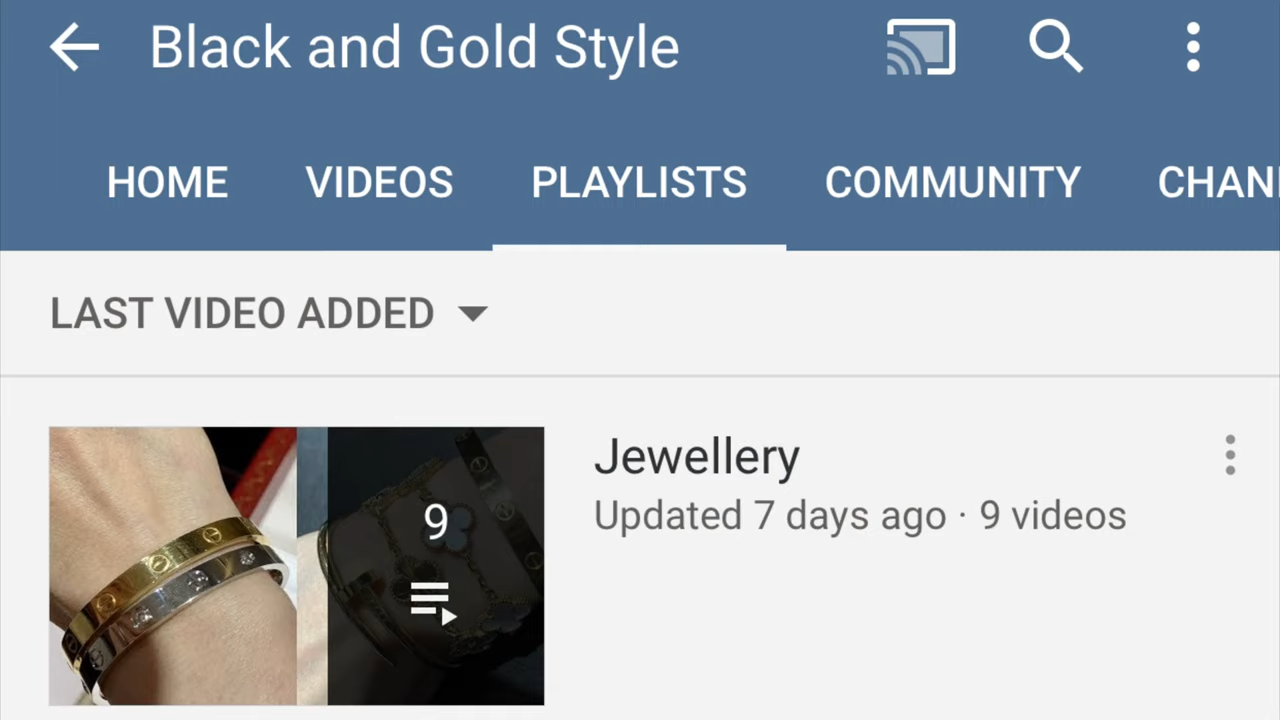 Black and Gold Style
HOME VIDEOS PLAYLISTS COMMUNITY CHAN
LAST VIDEO ADDED
Jewellery
Updated 7 days ago · 9 videos
9